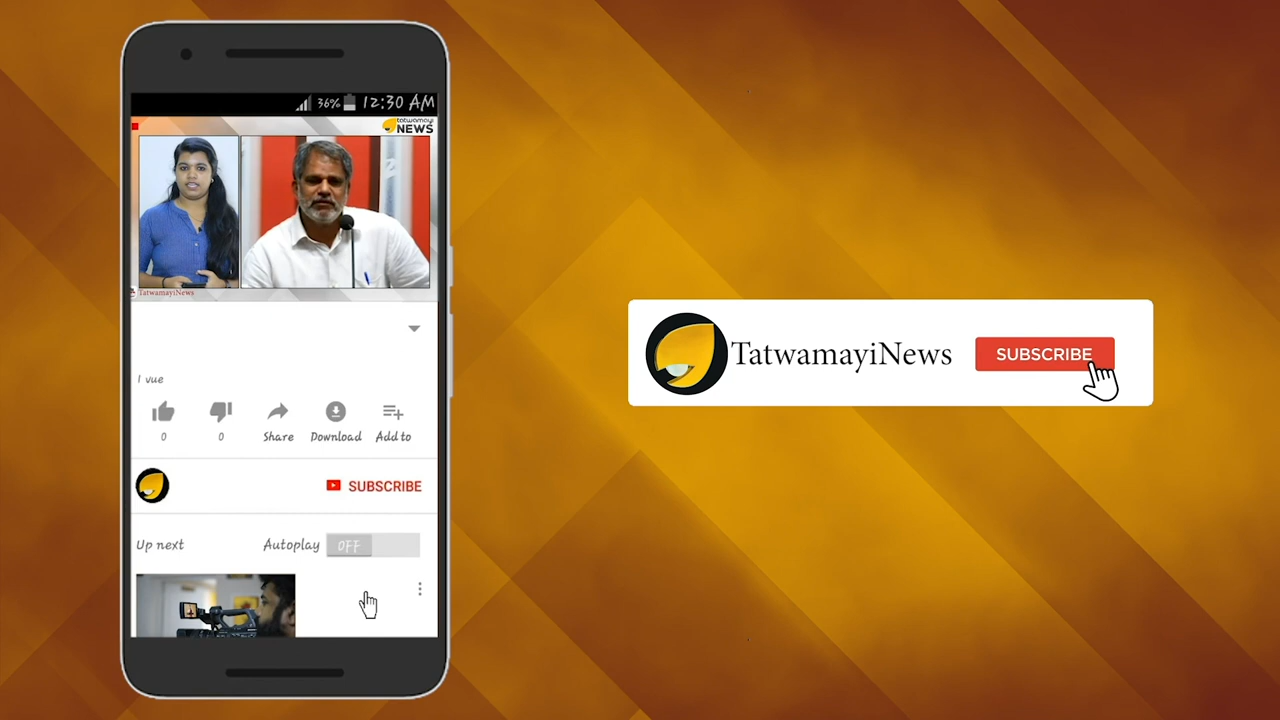 36% 12:30 AM
tatwamayi
NEWS
TatwamayiNews
1 vue
0 0 Share Download Add to
SUBSCRIBE
Up next Autoplay OFF
TatwamayiNews SUBSCRIBE